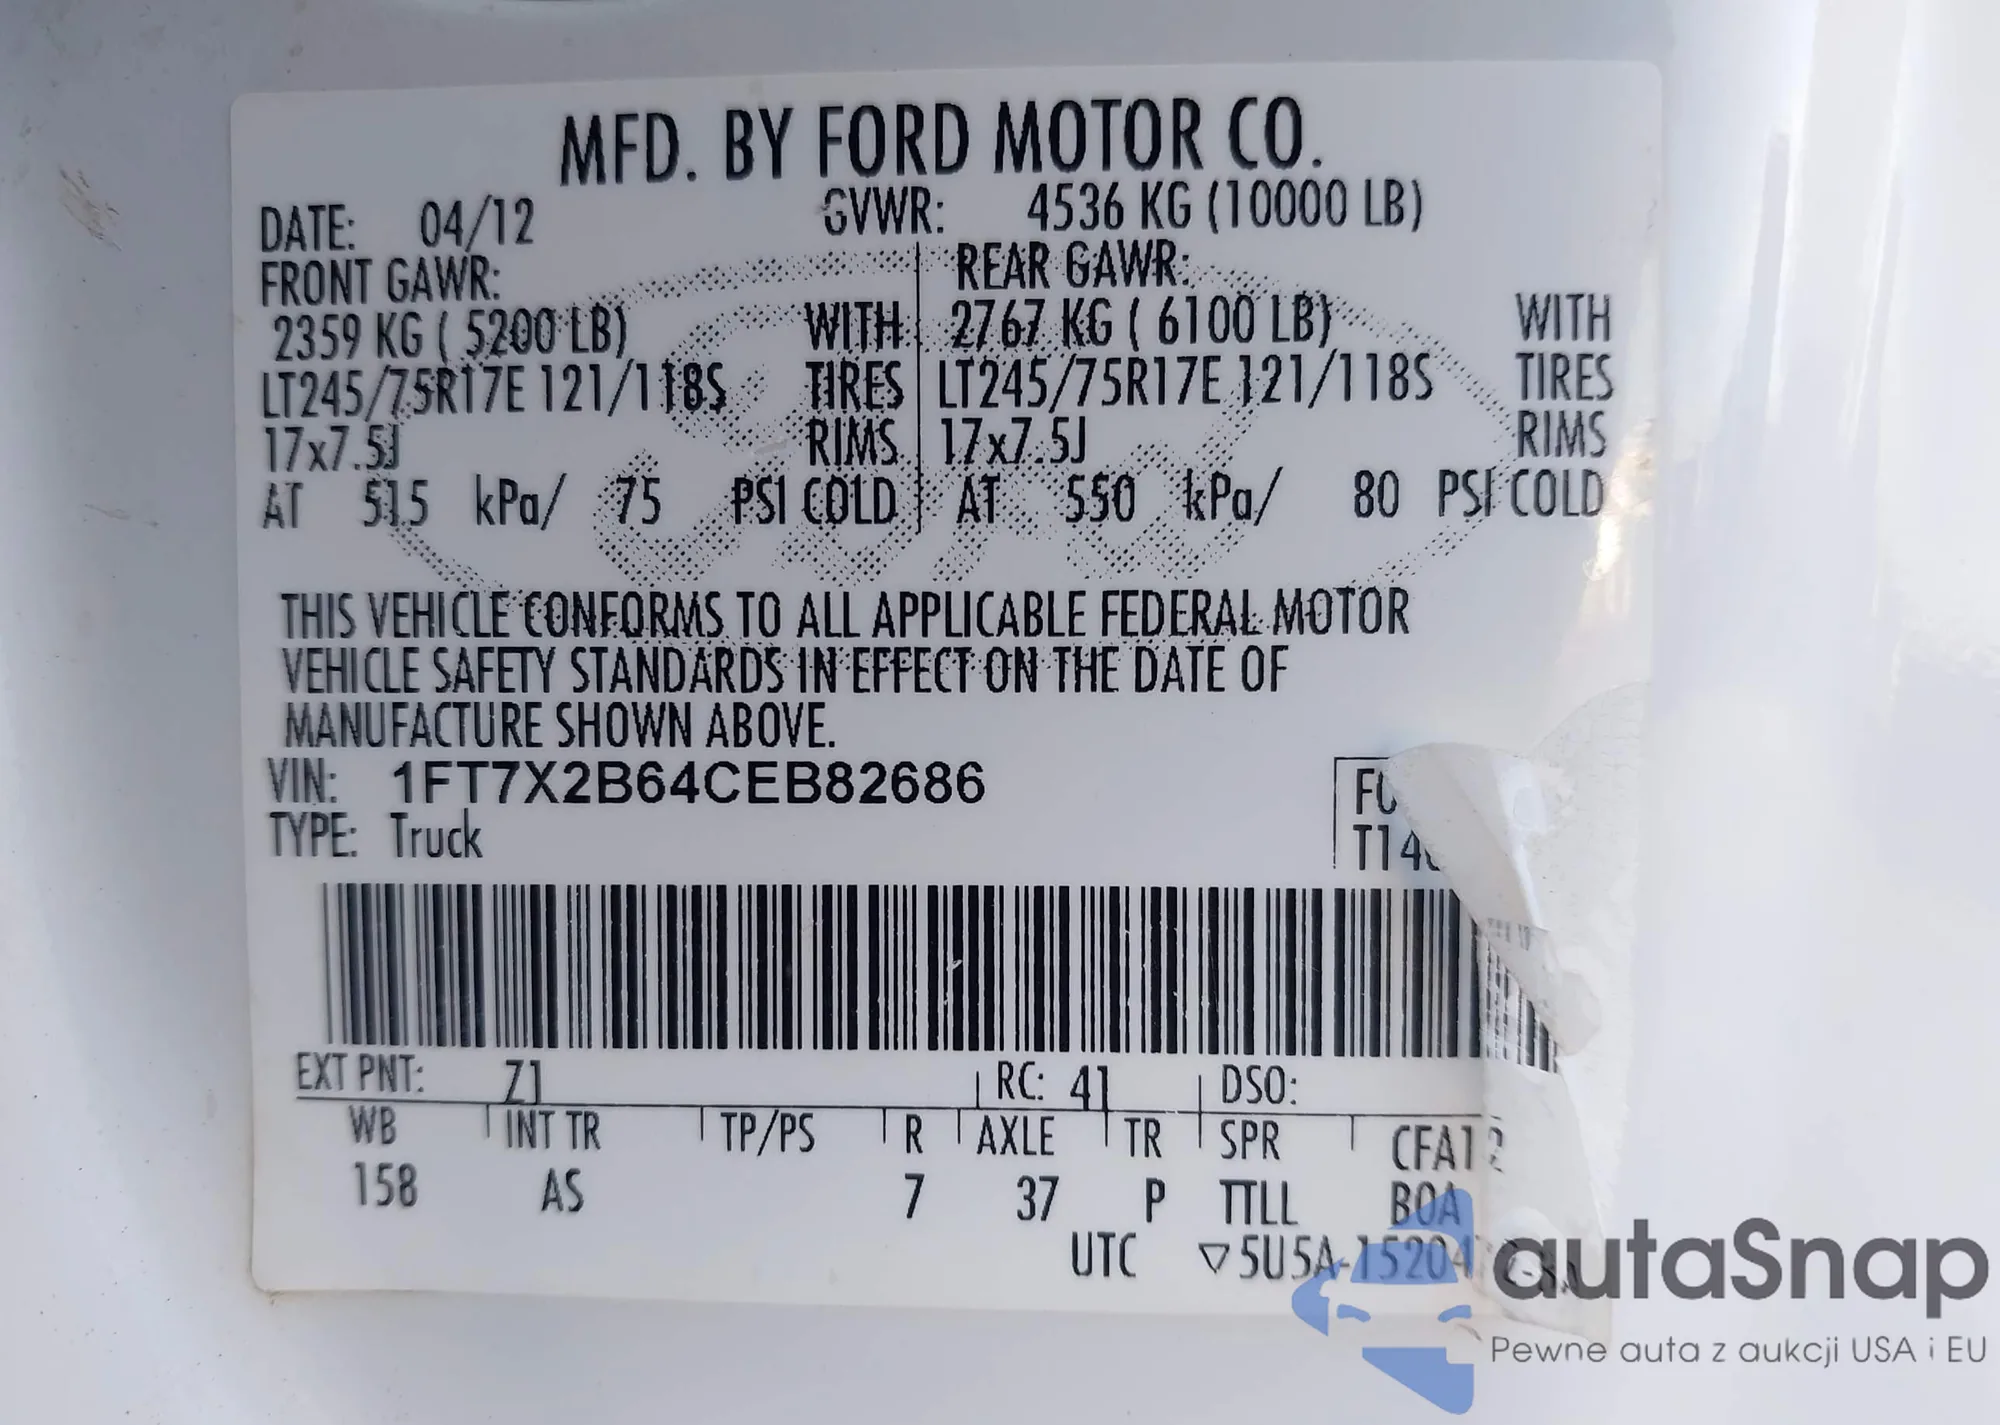 MFD. BY FORD MOTOR CO.
DATE: 04/12 GVWR: 4536 KG (10000 LB)
FRONT GAWR: REAR GAWR:
2359 KG ( 5200 LB) WITH 2767 KG ( 6100 LB) WITH
LT245/75R17E 121/118S TIRES LT245/75R17E 121/118S TIRES
17x7.5J RIMS 17x7.5J RIMS
AT 515 kPa/ 75 PSI COLD AT 550 kPa/ 80 PSI COLD
THIS VEHICLE CONFORMS TO ALL APPLICABLE FEDERAL MOTOR
VEHICLE SAFETY STANDARDS IN EFFECT ON THE DATE OF
MANUFACTURE SHOWN ABOVE.
VIN: 1FT7X2B64CEB82686
TYPE: Truck
EXT PNT: Z1 RC: 41 DSO:
WB INT TR TP/PS R AXLE TR SPR
158 AS 7 37 P TTLL BOA
UTC
autaSnap
Pewne auta z aukcji USA i EU